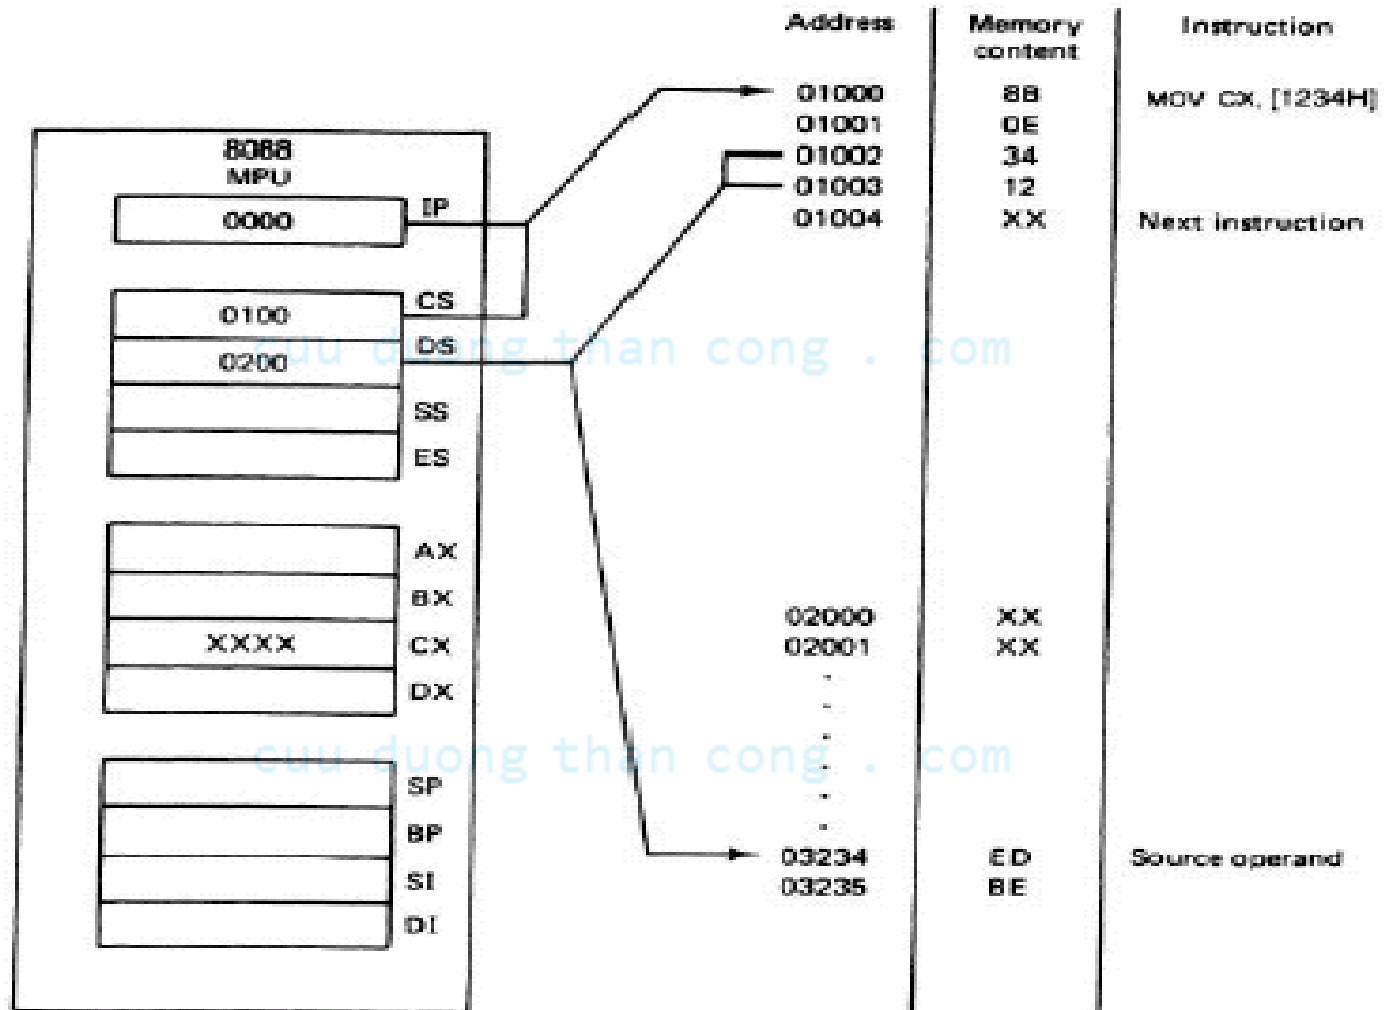 Address Memory content Instruction
01000 8B MOV CX, [1234H]
01001 0E
01002 34
01003 12
01004 XX Next instruction
8088
MPU
0000 IP
0100 CS
0200 DS
SS
ES
AX
BX
XXXX CX
DX
SP
BP
SI
DI
02000 XX
02001 XX
03234 ED Source operand
03235 BE
cuu duong than cong . com
cuu duong than cong . com